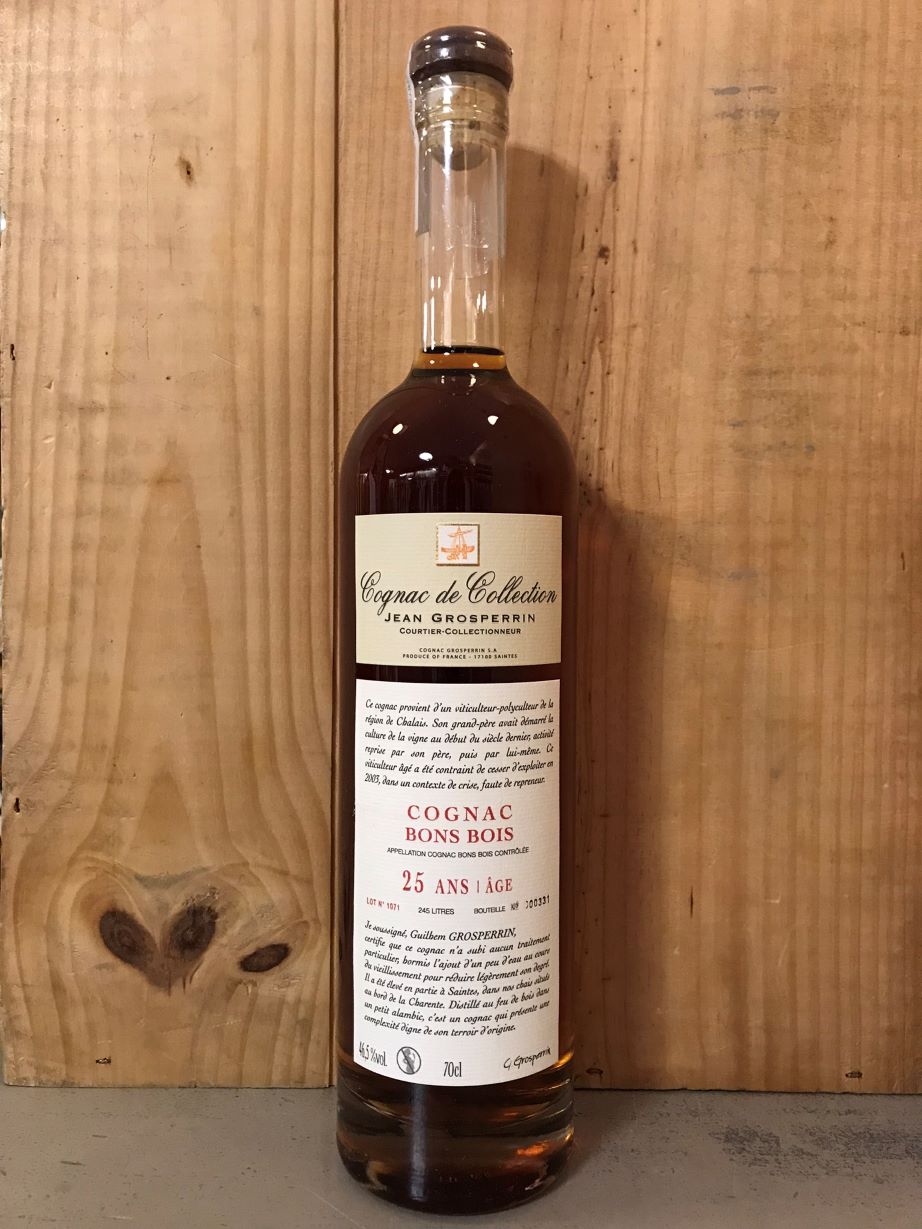 Cognac de Collection
JEAN GROSPERRIN
COURTIER-COLLECTIONNEUR
COGNAC GROSPERRIN S.A
PRODUCE OF FRANCE - 17100 SAINTES
Ce cognac provient d'un viticulteur-polyculteur de la
région de Chalais. Son grand-père avait démarré la
culture de la vigne au début du siècle dernier, activité
reprise par son père, puis par lui-même. Ce
viticulteur âgé a été contraint de cesser d'exploiter en
2003, dans un contexte de crise, faute de repreneur.
COGNAC
BONS BOIS
APPELLATION COGNAC BONS BOIS CONTRÔLÉE
25 ANS | ÂGE
LOT N° 1071 245 LITRES BOUTEILLE Nº 000331
Je soussigné, Guilhem GROSPERRIN,
certifie que ce cognac n'a subi aucun traitement
particulier, hormis l'ajout d'un peu d'eau au cours
du vieillissement pour réduire légèrement son degré.
Il a été élevé en partie à Saintes, dans nos chais situés
au bord de la Charente. Distillé au feu de bois dans
un petit alambic, c'est un cognac qui présente une
complexité digne de son terroir d'origine.
46,5 %vol. 70cl G. Grosperrin